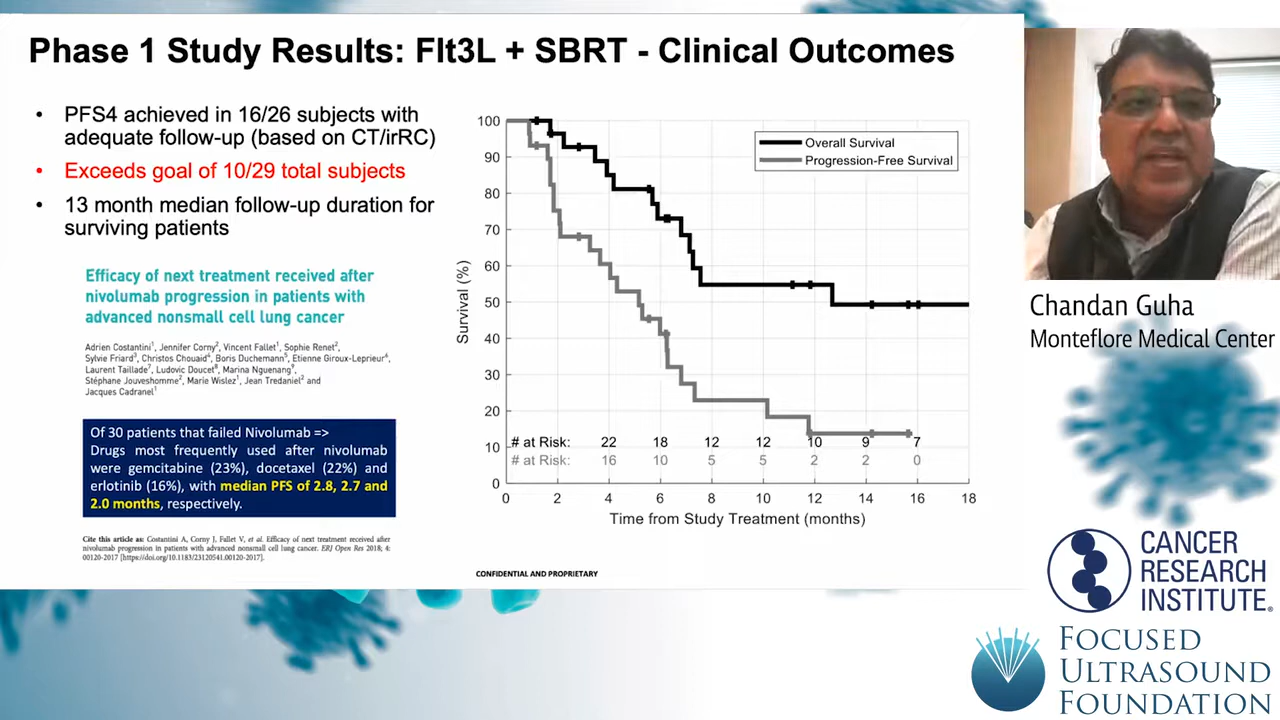 Phase 1 Study Results: Flt3L + SBRT - Clinical Outcomes
• PFS4 achieved in 16/26 subjects with
adequate follow-up (based on CT/irRC)
• Exceeds goal of 10/29 total subjects
• 13 month median follow-up duration for
surviving patients
Efficacy of next treatment received after
nivolumab progression in patients with
advanced nonsmall cell lung cancer
Adrien Costantini1, Jennifer Corny2, Vincent Fallet1, Sophie Renet2,
Sylvie Friard3, Christos Chouaid4, Boris Duchemann5, Etienne Giroux-Leprieur6,
Laurent Taillade7, Ludovic Doucet8, Marina Nguenang9,
Stéphane Jouveshomme2, Marie Wislez1, Jean Tredaniel2 and
Jacques Cadranel1
Of 30 patients that failed Nivolumab =>
Drugs most frequently used after nivolumab
were gemcitabine (23%), docetaxel (22%) and
erlotinib (16%), with median PFS of 2.8, 2.7 and
2.0 months, respectively.
Cite this article as: Costantini A, Corny J, Fallet V, et al. Efficacy of next treatment received after
nivolumab progression in patients with advanced nonsmall cell lung cancer. ERJ Open Res 2018; 4:
00120-2017 [https://doi.org/10.1183/23120541.00120-2017].
Survival (%)
100
90
80
70
60
50
40
30
20
10
0
Overall Survival
Progression-Free Survival
# at Risk: 22 18 12 12 10 9 7
# at Risk: 16 10 5 5 2 2 0
0 2 4 6 8 10 12 14 16 18
Time from Study Treatment (months)
CONFIDENTIAL AND PROPRIETARY
Chandan Guha
Monteflore Medical Center
CANCER
RESEARCH
INSTITUTE®
FOCUSED
ULTRASOUND
FOUNDATION